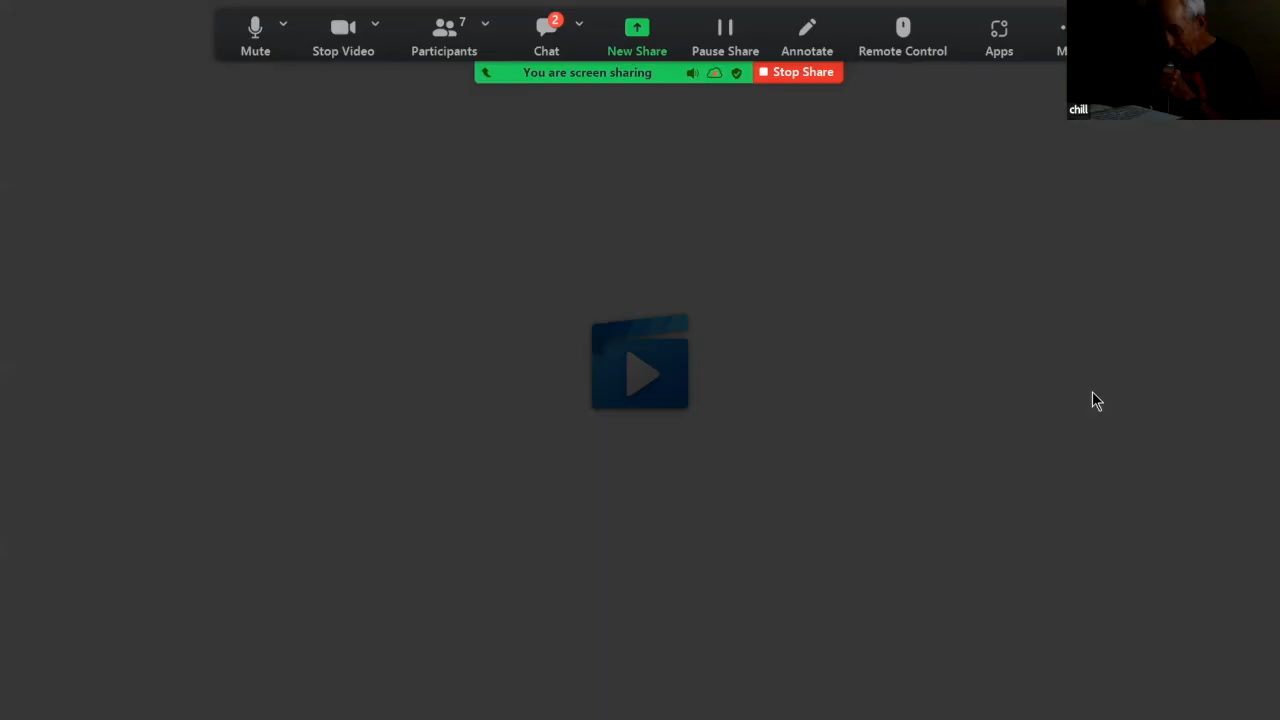 7
2
Mute
Stop Video
Participants
Chat
New Share
Pause Share
Annotate
Remote Control
Apps
You are screen sharing
Stop Share
chill